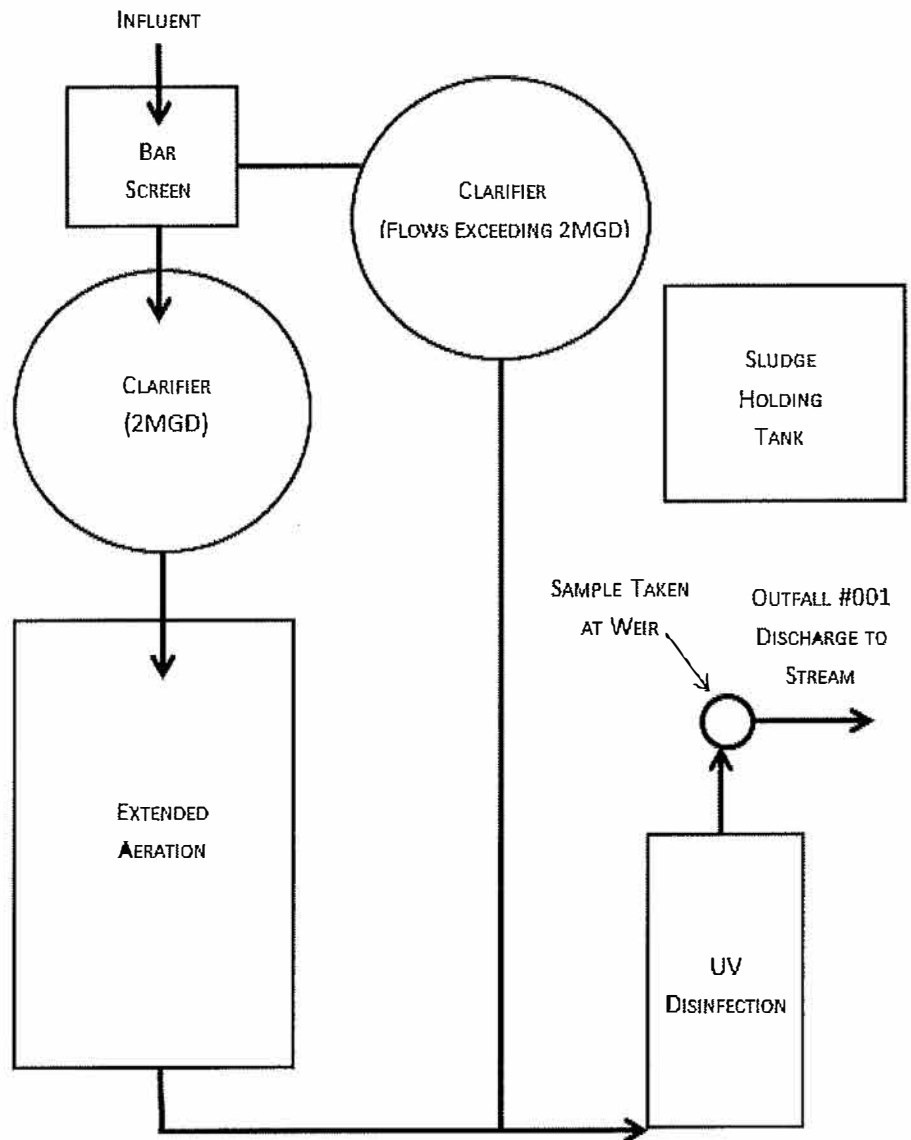 INFLUENT
BAR
SCREEN
CLARIFIER
(FLOWS EXCEEDING 2MGD)
CLARIFIER
(2MGD)
SLUDGE
HOLDING
TANK
SAMPLE TAKEN
AT WEIR
OUTFALL #001
DISCHARGE TO
STREAM
EXTENDED
AERATION
UV
DISINFECTION